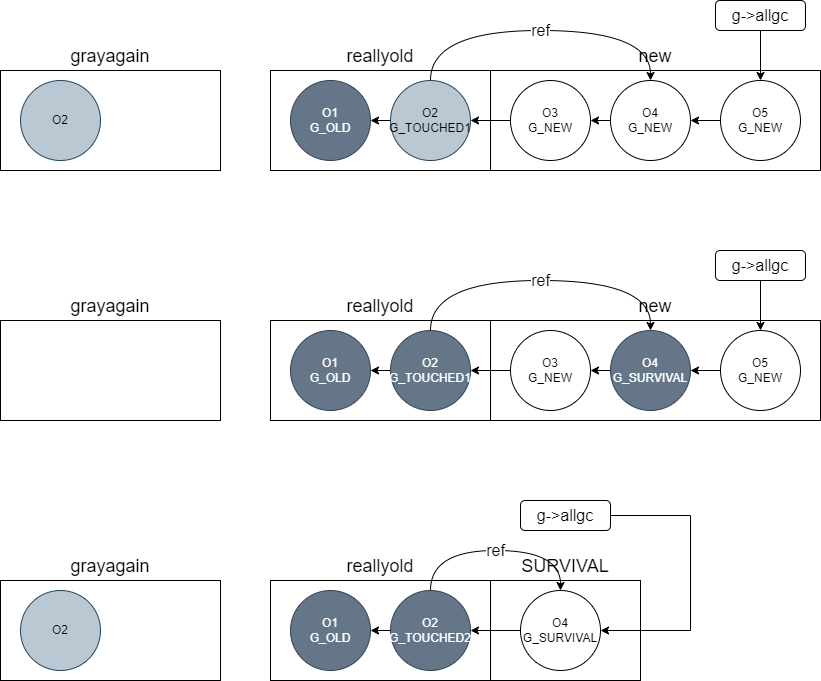 g->allgc
ref
grayagain
reallyold
new
O2
O1
G_OLD
O2
G_TOUCHED1
O3
G_NEW
O4
G_NEW
O5
G_NEW
g->allgc
ref
grayagain
reallyold
new
O1
G_OLD
O2
G_TOUCHED1
O3
G_NEW
O4
G_SURVIVAL
O5
G_NEW
g->allgc
ref
grayagain
reallyold
SURVIVAL
O2
O1
G_OLD
O2
G_TOUCHED2
O4
G_SURVIVAL